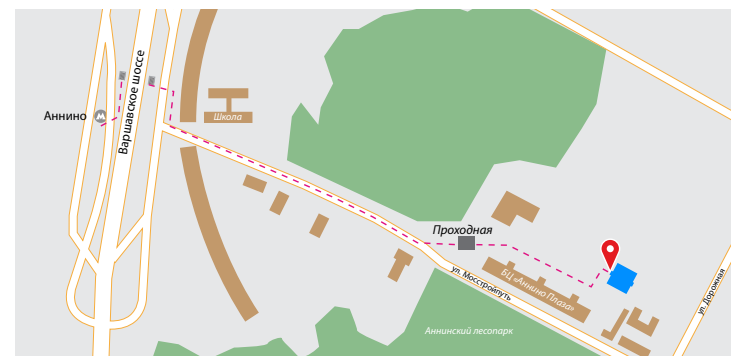 Варшавское шоссе
Аннино
М
Школа
Проходная
ул. Мосстройпуть
БЦ «Аннино Плаза»
ул. Дорожная
Аннинский лесопарк